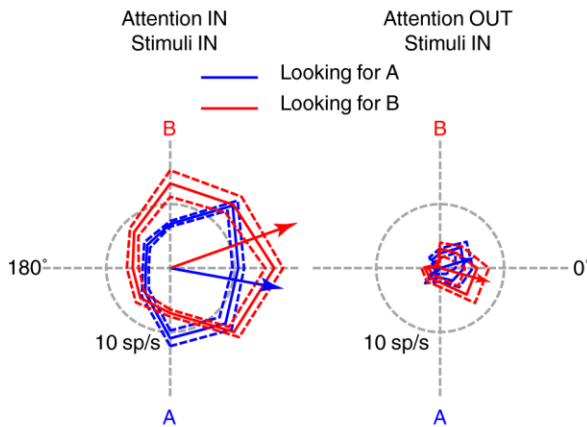 Attention IN
Stimuli IN
Attention OUT
Stimuli IN
Looking for A
Looking for B
B
B
180°
0°
10 sp/s
10 sp/s
A
A